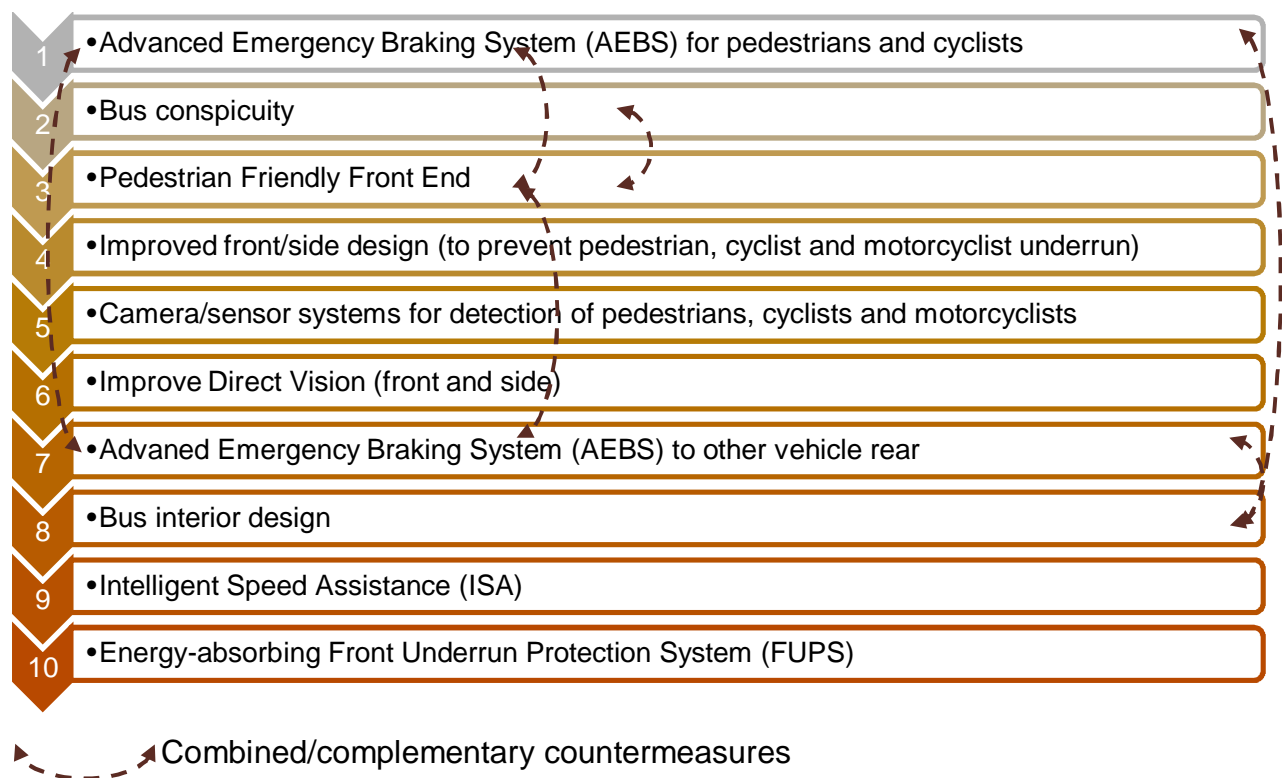 1 •Advanced Emergency Braking System (AEBS) for pedestrians and cyclists
2 •Bus conspicuity
3 •Pedestrian Friendly Front End
4 •Improved front/side design (to prevent pedestrian, cyclist and motorcyclist underrun)
5 •Camera/sensor systems for detection of pedestrians, cyclists and motorcyclists
6 •Improve Direct Vision (front and side)
7 •Advaned Emergency Braking System (AEBS) to other vehicle rear
8 •Bus interior design
9 •Intelligent Speed Assistance (ISA)
10 •Energy-absorbing Front Underrun Protection System (FUPS)
Combined/complementary countermeasures